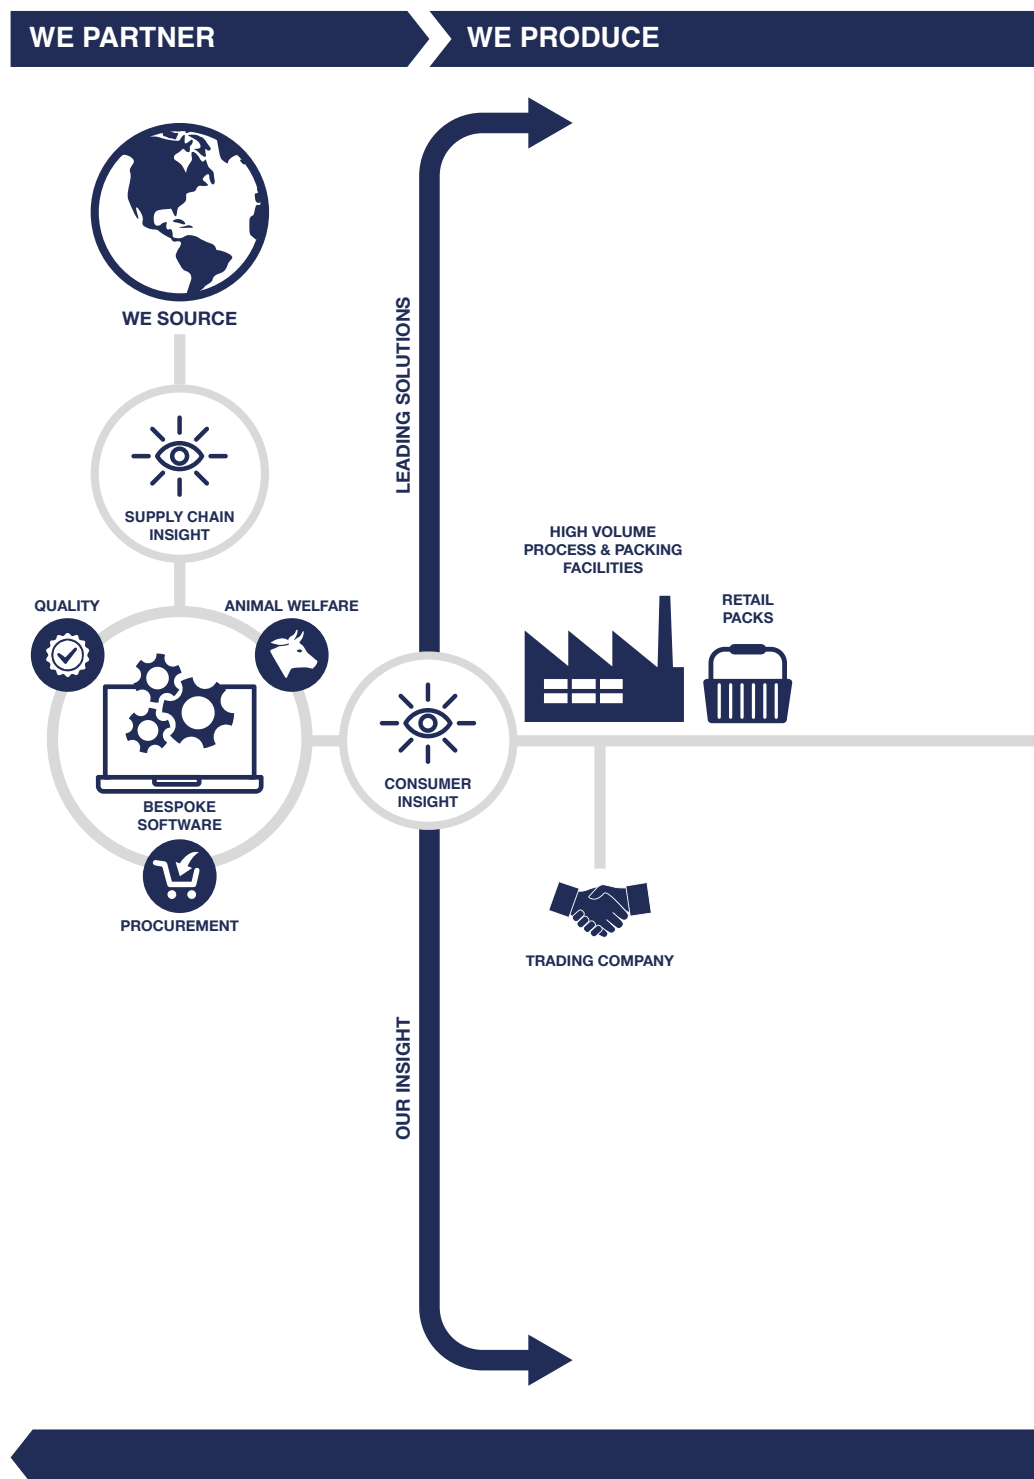 WE PARTNER
WE PRODUCE
WE SOURCE
SUPPLY CHAIN
INSIGHT
QUALITY
ANIMAL WELFARE
BESPOKE
SOFTWARE
PROCUREMENT
LEADING SOLUTIONS
CONSUMER
INSIGHT
OUR INSIGHT
HIGH VOLUME
PROCESS & PACKING
FACILITIES
RETAIL
PACKS
TRADING COMPANY